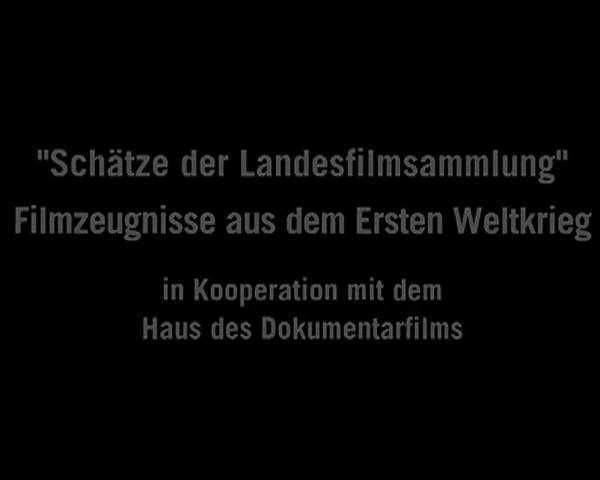 "Schätze der Landesfilmsammlung"
Filmzeugnisse aus dem Ersten Weltkrieg
in Kooperation mit dem
Haus des Dokumentarfilms